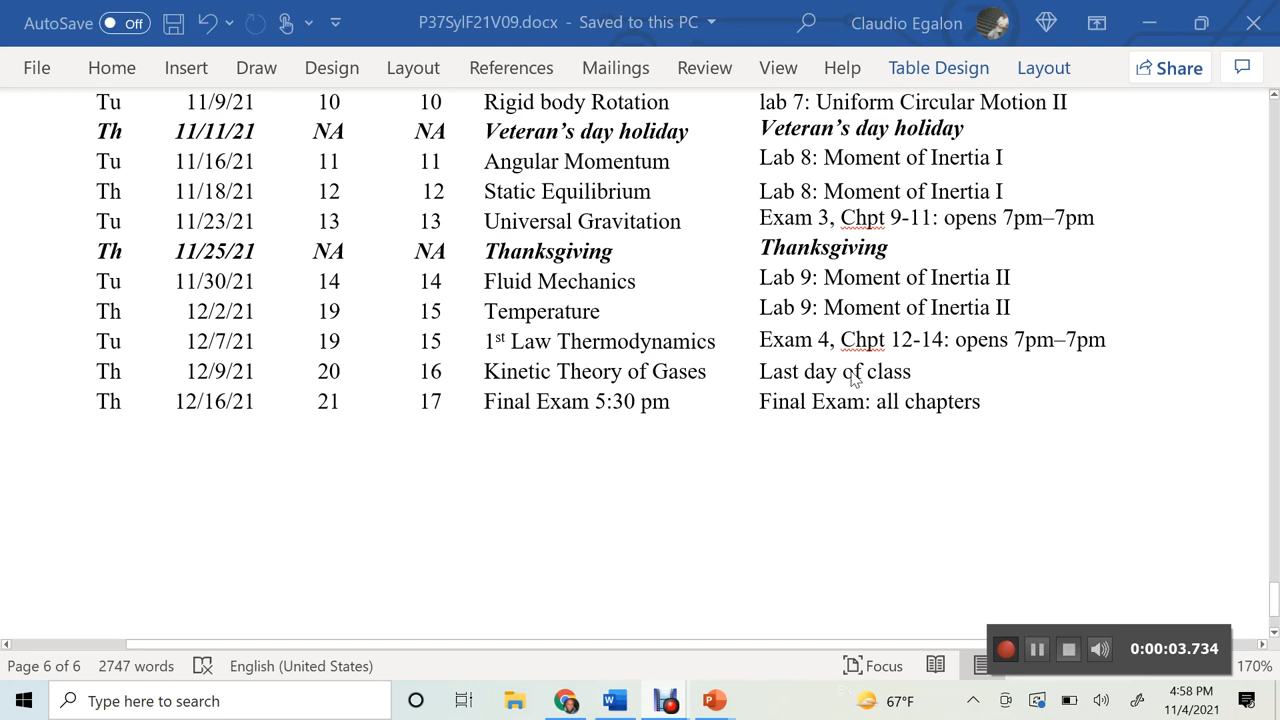 AutoSave Off P37SylF21V09.docx - Saved to this PC Claudio Egalon
File Home Insert Draw Design Layout References Mailings Review View Help Table Design Layout Share
Tu 11/9/21 10 10 Rigid body Rotation lab 7: Uniform Circular Motion II
Th 11/11/21 NA NA Veteran's day holiday Veteran's day holiday
Tu 11/16/21 11 11 Angular Momentum Lab 8: Moment of Inertia I
Th 11/18/21 12 12 Static Equilibrium Lab 8: Moment of Inertia I
Tu 11/23/21 13 13 Universal Gravitation Exam 3, Chpt 9-11: opens 7pm–7pm
Th 11/25/21 NA NA Thanksgiving Thanksgiving
Tu 11/30/21 14 14 Fluid Mechanics Lab 9: Moment of Inertia II
Th 12/2/21 19 15 Temperature Lab 9: Moment of Inertia II
Tu 12/7/21 19 15 1st Law Thermodynamics Exam 4, Chpt 12-14: opens 7pm–7pm
Th 12/9/21 20 16 Kinetic Theory of Gases Last day of class
Th 12/16/21 21 17 Final Exam 5:30 pm Final Exam: all chapters
0:00:03.734
Page 6 of 6 2747 words English (United States) Focus 170%
Type here to search 67°F 4:58 PM
11/4/2021